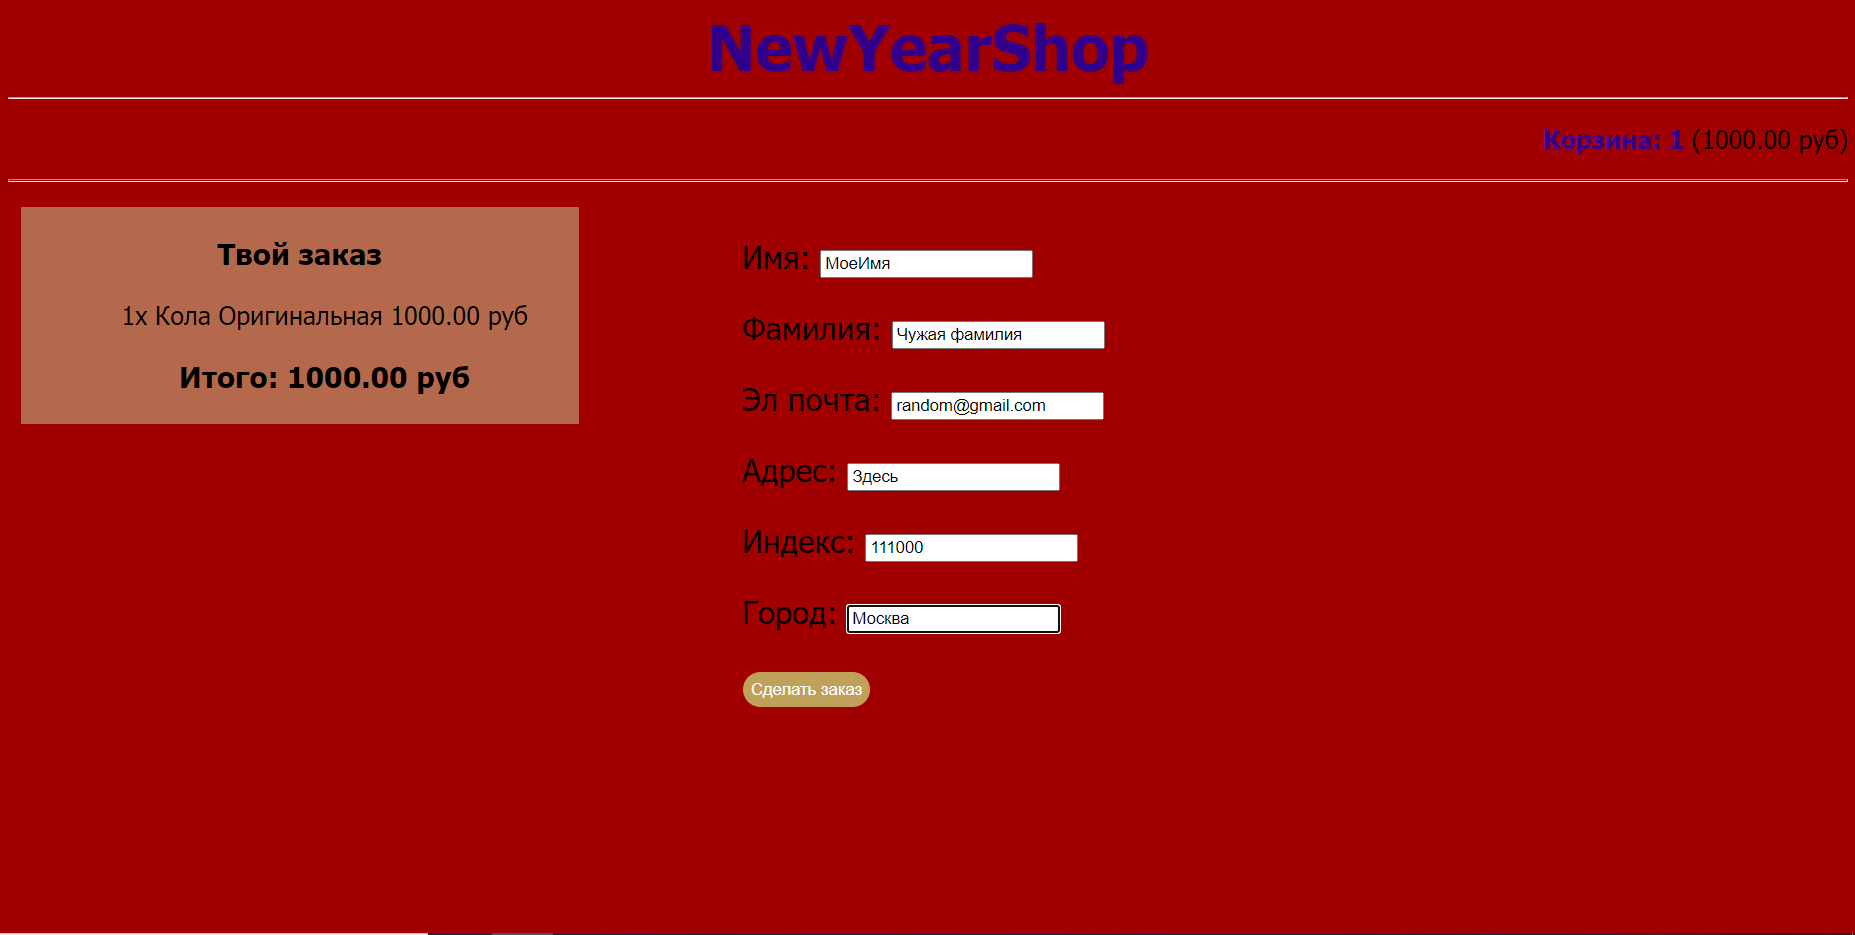 NewYearShop
Корзина: 1 (1000.00 руб)
Твой заказ
1x Кола Оригинальная 1000.00 руб
Итого: 1000.00 руб
Имя: МоеИмя
Фамилия: Чужая фамилия
Эл почта: random@gmail.com
Адрес: Здесь
Индекс: 111000
Город: Москва
Сделать заказ